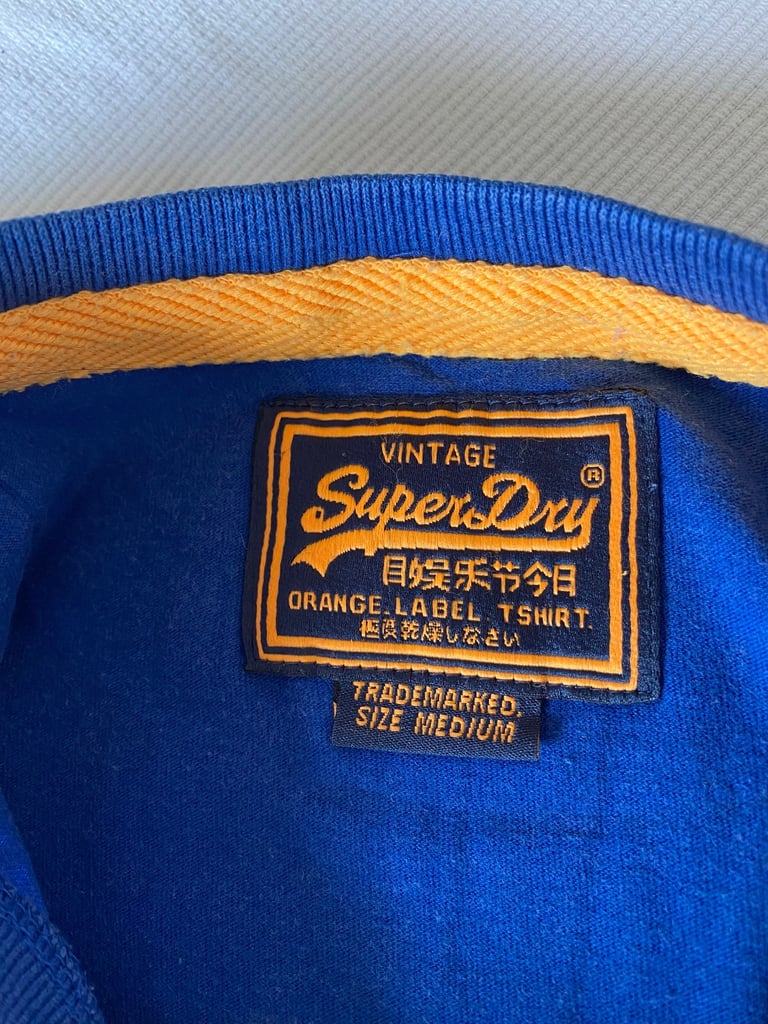 VINTAGE
SuperDry®
目娯乐节今日
ORANGE.LABEL TSHIRT.
極度乾燥しなさい
TRADEMARKED.
SIZE MEDIUM